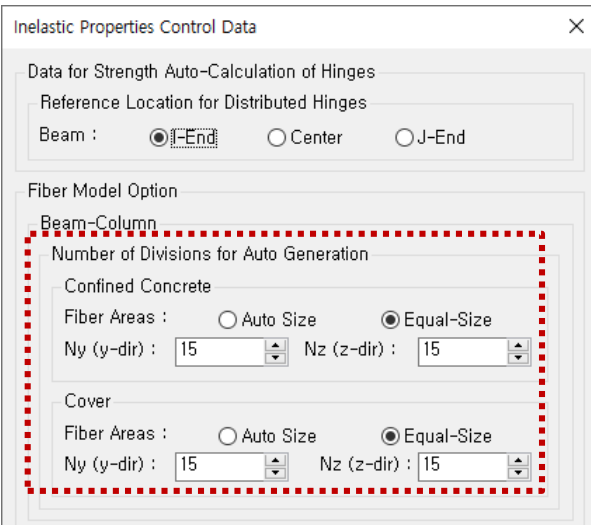 Inelastic Properties Control Data
Data for Strength Auto-Calculation of Hinges
Reference Location for Distributed Hinges
Beam : I-End Center J-End
Fiber Model Option
Beam-Column
Number of Divisions for Auto Generation
Confined Concrete
Fiber Areas : Auto Size Equal-Size
Ny (y-dir) : 15 Nz (z-dir) : 15
Cover
Fiber Areas : Auto Size Equal-Size
Ny (y-dir) : 15 Nz (z-dir) : 15